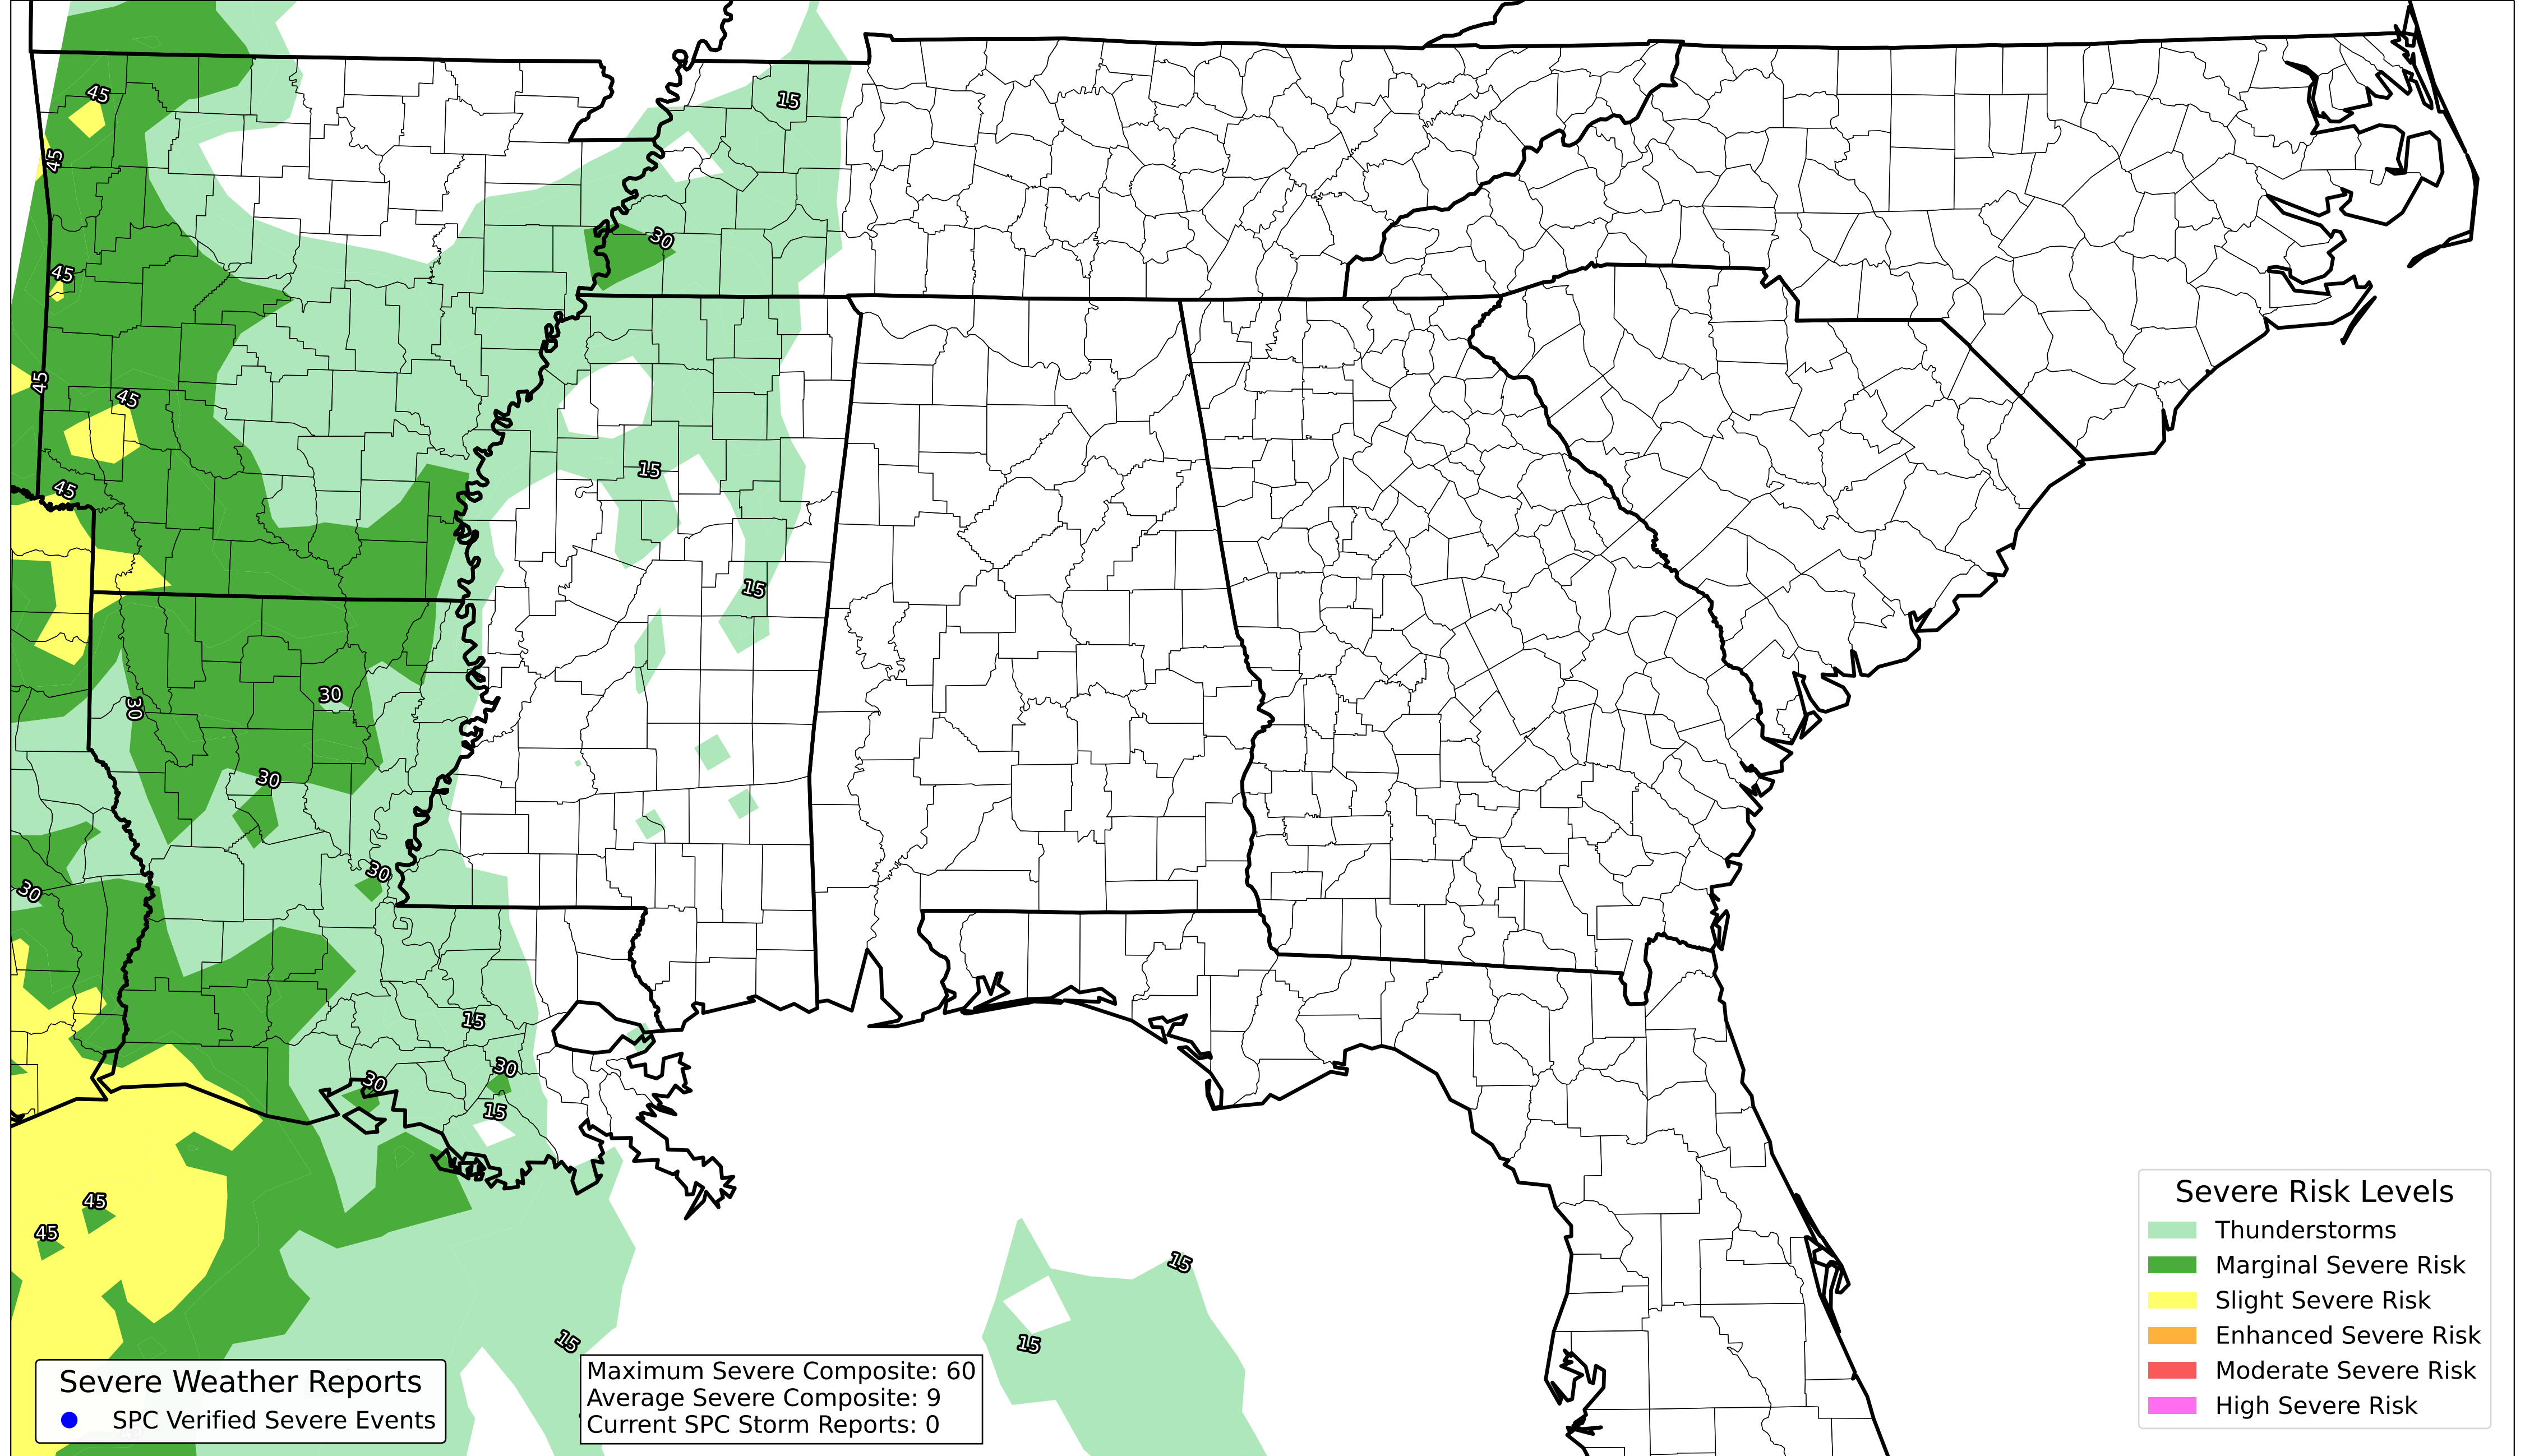 45
15
45
30
45
45
45
15
45
15
30
30
30
30
30
15
30
30
15
45
45
15
15
15
Severe Risk Levels
Thunderstorms
Marginal Severe Risk
Slight Severe Risk
Enhanced Severe Risk
Moderate Severe Risk
High Severe Risk
Severe Weather Reports
SPC Verified Severe Events
Maximum Severe Composite: 60
Average Severe Composite: 9
Current SPC Storm Reports: 0